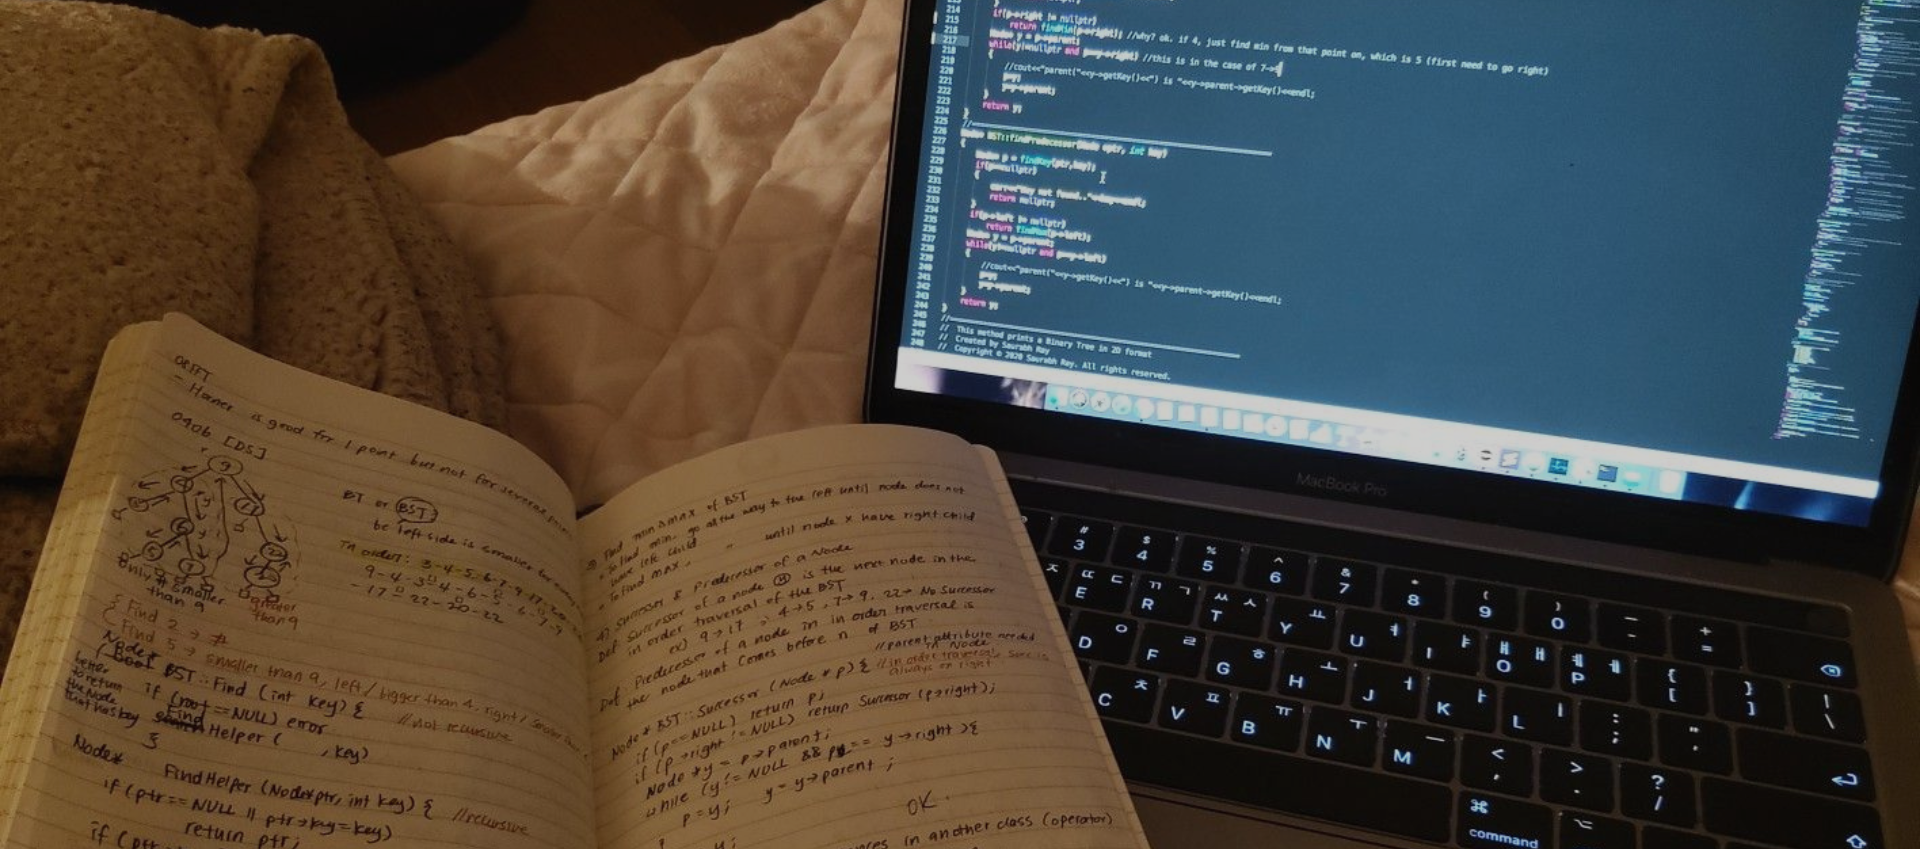 OPIFT
- Horner is good for 1 point but not for several
0406 [DS]
9
BT or BST
be left side is smaller
In order: 3-4-5-6-7-9-17-20-22
9-4-3-4-6-5-6-7-9
-17-22-20-22
only smaller than 9
greater than 9
Find 2 →
Find 5 → smaller than 9, left / bigger than 4, right / smaller
Node*
bool BST::Find (int key) {
better to return the Node that has key
if (root == NULL) error //not recursive
Find Helper ( , key)
}
Node* FindHelper (Node* ptr, int key) { //recursive
if (ptr == NULL || ptr→key = key)
return ptr;
if (ptr
Find min & max of BST
To find min, go all the way to the left until node does not have left child
To find max, " until node x have right child
4) Successor & Predecessor of a Node
Def Successor of a node is the next node in the
in order traversal of the BST
ex) 9→17, 4→5, 7→9, 22→ No Successor
Def Predecessor of a node in in order traversal is
the node that comes before n of BST
//parent attribute needed in Node
Node * BST::Success (Node * p) { //in order traversal, succ is always on right
if (p == NULL) return p;
if (p→right != NULL) return Successor (p→right);
Node *y = p→parent;
while (y != NULL && p == y→right) {
p = y; y = y→parent;
OK.
in another class (operator)
214
215 if(p->right != nullptr)
216 return findMin(p->right); //why? ok. if 4, just find min from that point on, which is 5 (first need to go right)
217 Node* y = p->parent;
218 while(y!=nullptr and p==y->right) //this is in the case of 7->9
219 {
220 //cout<<"parent("<<y->getKey()<<") is "<<y->parent->getKey()<<endl;
221 p=y;
222 y=y->parent;
223 }
224 return y;
225 }
226 //
227 Node* BST::findPredecessor(Node *ptr, int key)
228 {
229 Node* p = findKey(ptr,key);
230 if(p==nullptr)
231 {
232 cerr<<"Key not found.."<<key<<endl;
233 return nullptr;
234 }
235 if(p->left != nullptr)
236 return findMax(p->left);
237 Node* y = p->parent;
238 while(y!=nullptr and p==y->left)
239 {
240 //cout<<"parent("<<y->getKey()<<") is "<<y->parent->getKey()<<endl;
241 p=y;
242 y=y->parent;
243 }
244 return y;
245 }
246 // This method prints a Binary Tree in 2D format
247 // Created by Saurabh Ray
248 // Copyright © 2020 Saurabh Ray. All rights reserved.
MacBook Pro
# 3 $ 4 % 5 ^ 6 & 7 * 8 ( 9 ) 0 _ - + =
E ㄸ ㄷ R ㄲ ㄱ T ㅆ ㅅ Y ㅛ U ㅕ I ㅑ O ㅒ ㅐ P ㅖ ㅔ { [ } ] | \
D ㅇ F ㄹ G ㅎ H ㅗ J ㅓ K ㅏ L ㅣ : ; " '
C ㅊ V ㅍ B ㅠ N ㅜ M ㅡ < , > . ? /
⌘ command ⌥